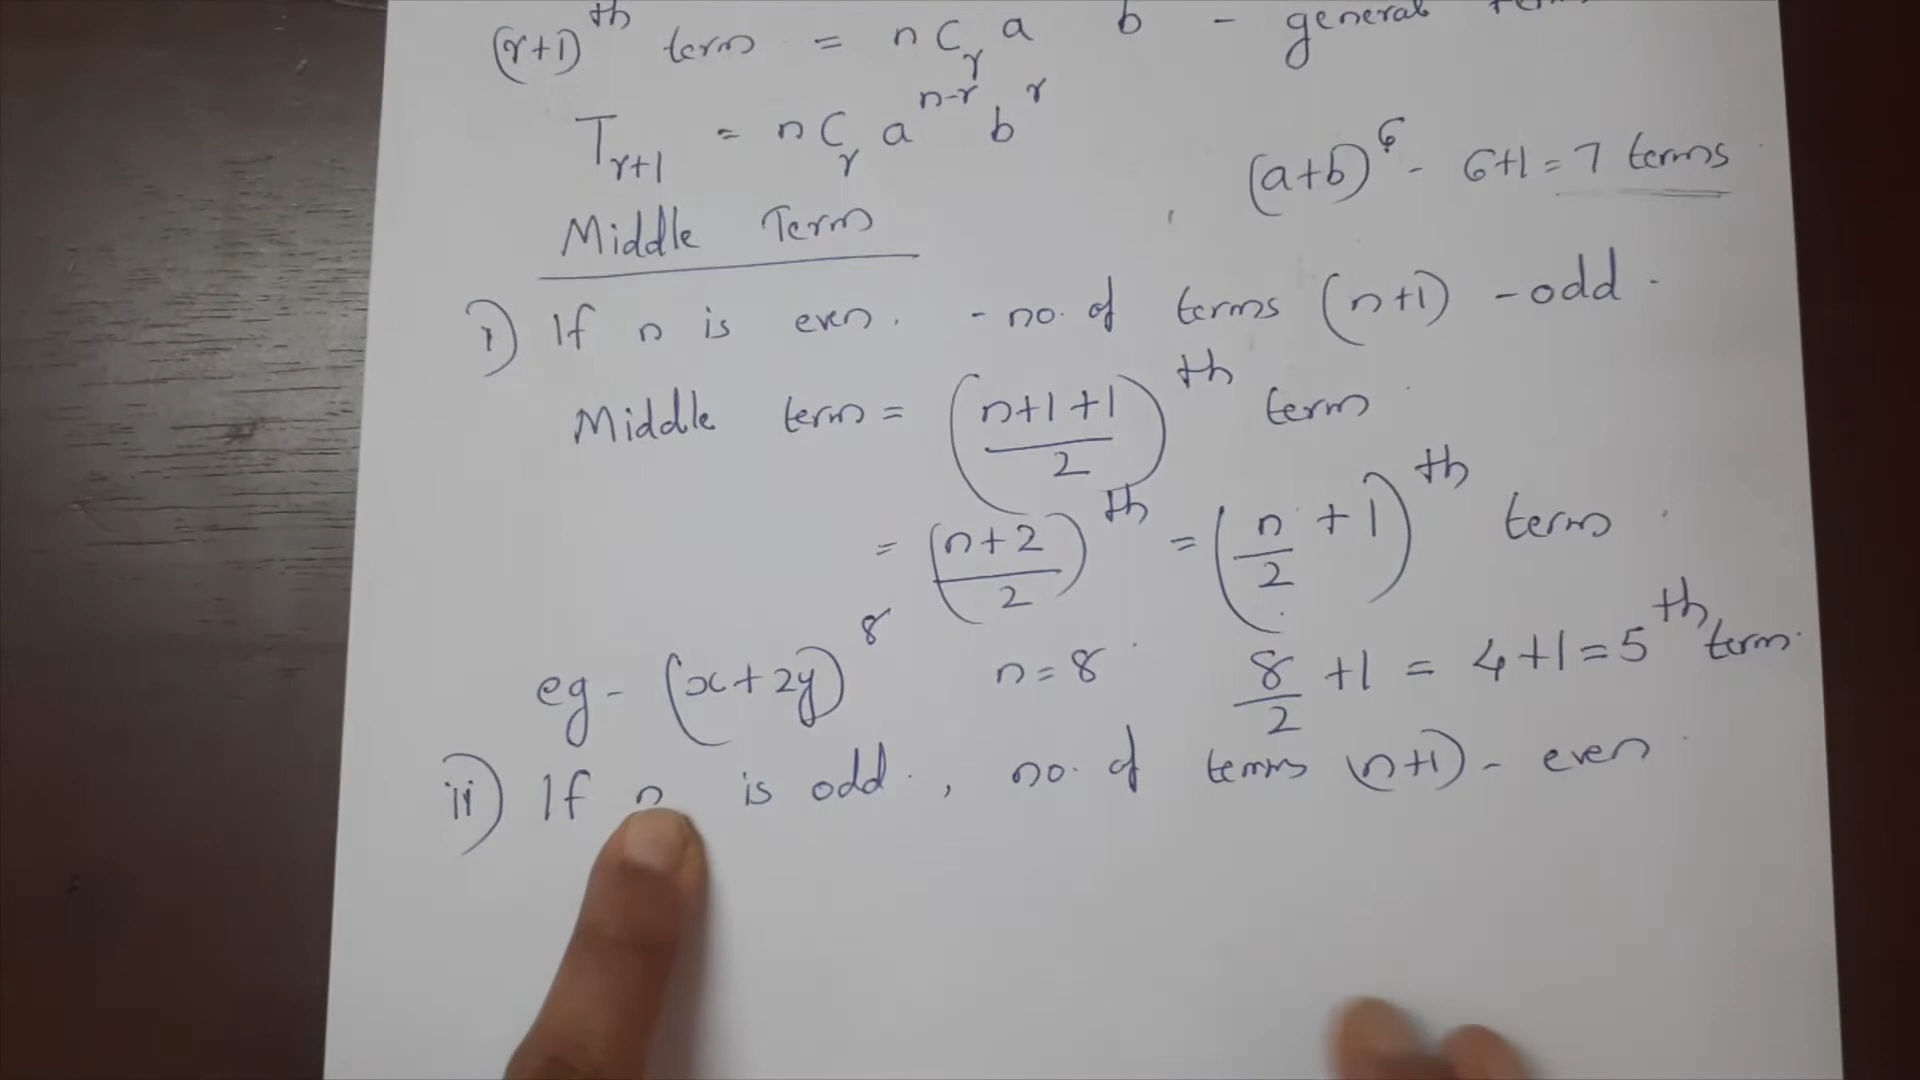 (r+1)th term = nCr a b - general
Tr+1 = nCr a^n-r b^r
(a+b)^6 - 6+1 = 7 terms
Middle Term
i) If n is even. - no. of terms (n+1) - odd.
Middle term = ((n+1+1)/2)th term
= ((n+2)/2)th = (n/2 + 1)th term
eg - (x+2y)^8 n=8 8/2 +1 = 4+1=5th term.
ii) If n is odd., no. of terms (n+1) - even